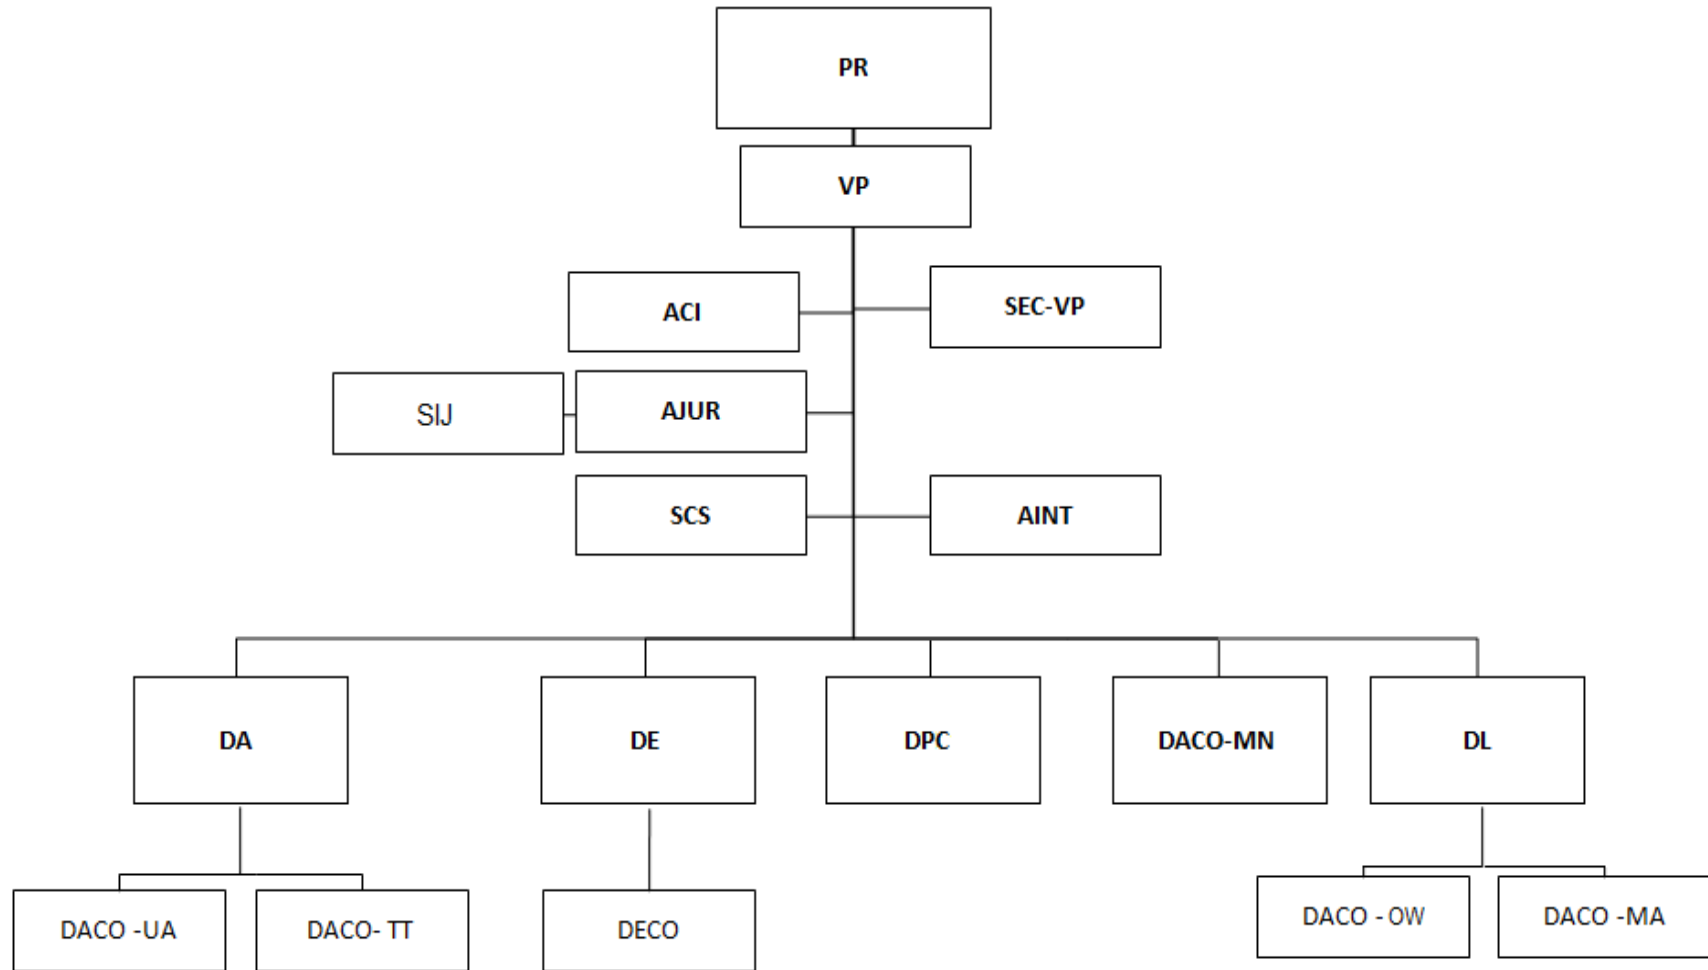 PR
VP
ACI
SEC-VP
SIJ
AJUR
SCS
AINT
DA
DE
DPC
DACO-MN
DL
DACO -UA
DACO- TT
DECO
DACO - OW
DACO -MA